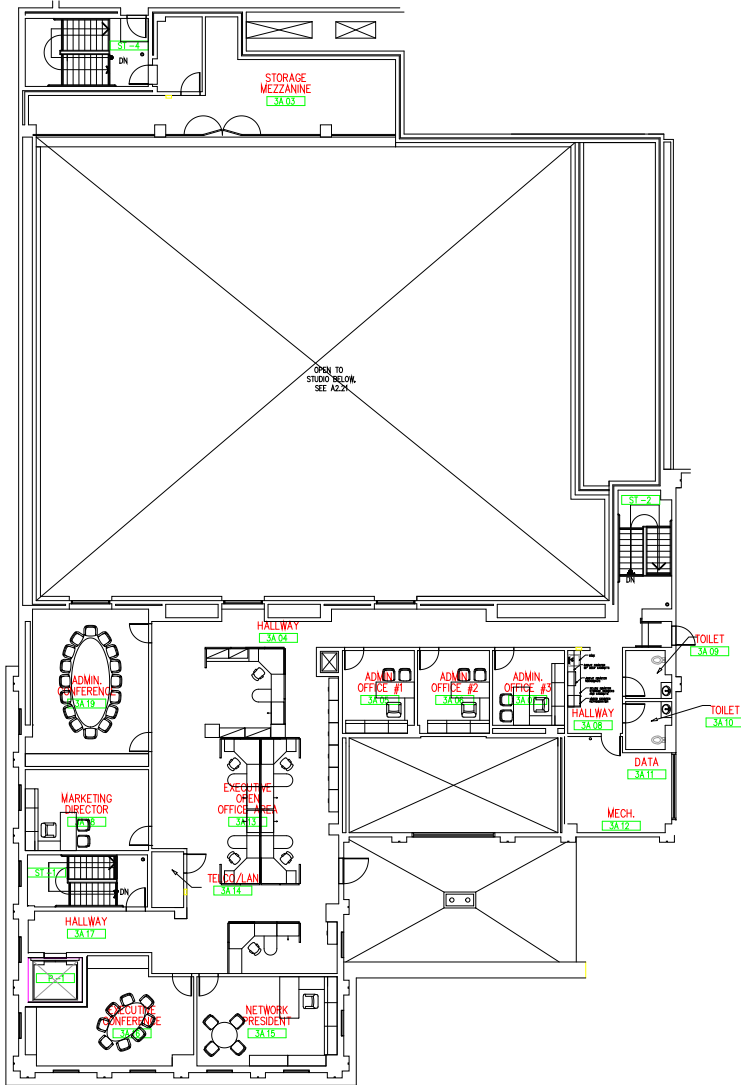 ST-4
DN
STORAGE
MEZZANINE
3A 03
OPEN TO
STUDIO BELOW,
SEE A2.21
ST-2
DN
HALLWAY
3A 04
TOILET
3A 09
ADMIN.
CONFERENCE
3A 19
ADMIN.
OFFICE #1
ADMIN.
OFFICE #2
ADMIN.
OFFICE #3
HALLWAY
3A 08
TOILET
3A 10
DATA
3A 11
MARKETING
DIRECTOR
EXECUTIVE
OPEN
OFFICE AREA
3A 13
MECH.
3A 12
DN
TELCO/LAN
3A 14
HALLWAY
3A 17
EXECUTIVE
CONFERENCE
NETWORK
PRESIDENT
3A 15